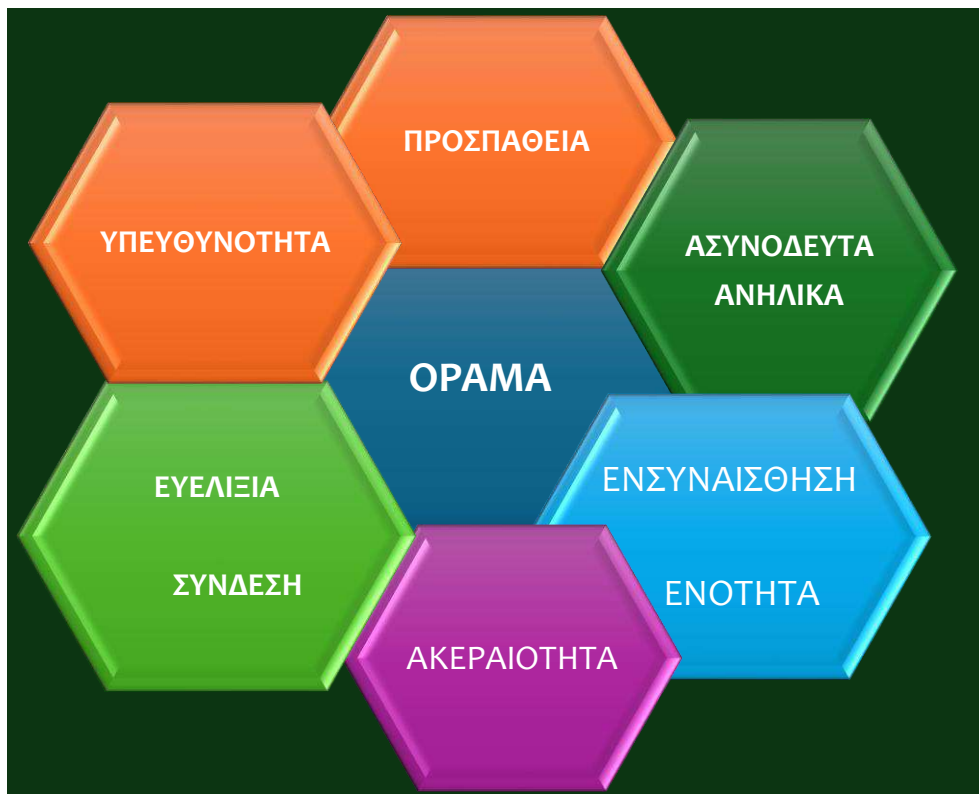 ΠΡΟΣΠΑΘΕΙΑ
ΥΠΕΥΘΥΝΟΤΗΤΑ
ΑΣΥΝΟΔΕΥΤΑ
ΑΝΗΛΙΚΑ
ΟΡΑΜΑ
ΕΥΕΛΙΞΙΑ
ΣΥΝΔΕΣΗ
ΕΝΣΥΝΑΙΣΘΗΣΗ
ΕΝΟΤΗΤΑ
ΑΚΕΡΑΙΟΤΗΤΑ